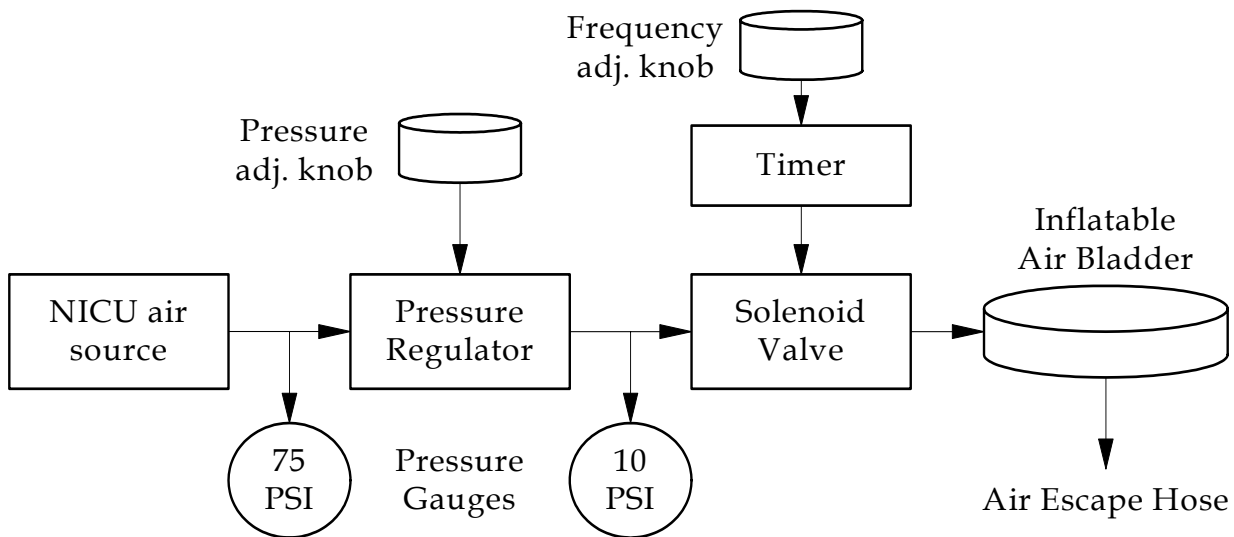 Frequency
adj. knob
Pressure
adj. knob
Timer
Inflatable
Air Bladder
NICU air
source
Pressure
Regulator
Solenoid
Valve
75
PSI
Pressure
Gauges
10
PSI
Air Escape Hose